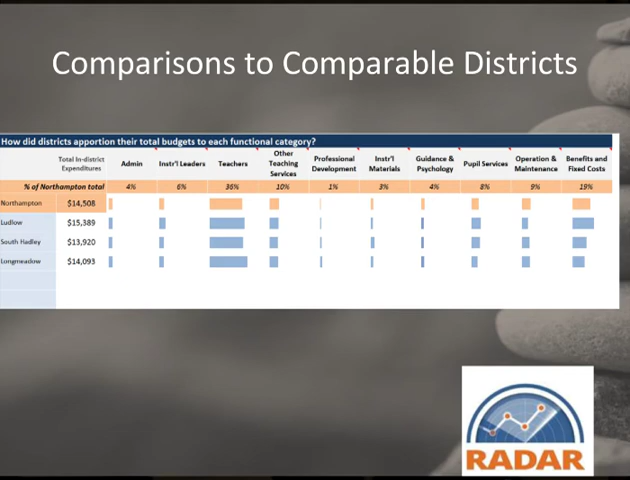 Comparisons to Comparable Districts
How did districts apportion their total budgets to each functional category?
Total In-district Expenditures Admin Instr'l Leaders Teachers Other Teaching Services Professional Development Instr'l Materials Guidance & Psychology Pupil Services Operation & Maintenance Benefits and Fixed Costs
% of Northampton total 4% 6% 36% 10% 1% 3% 4% 8% 9% 19%
Northampton $14,508
Ludlow $15,389
South Hadley $13,920
Longmeadow $14,093
RADAR